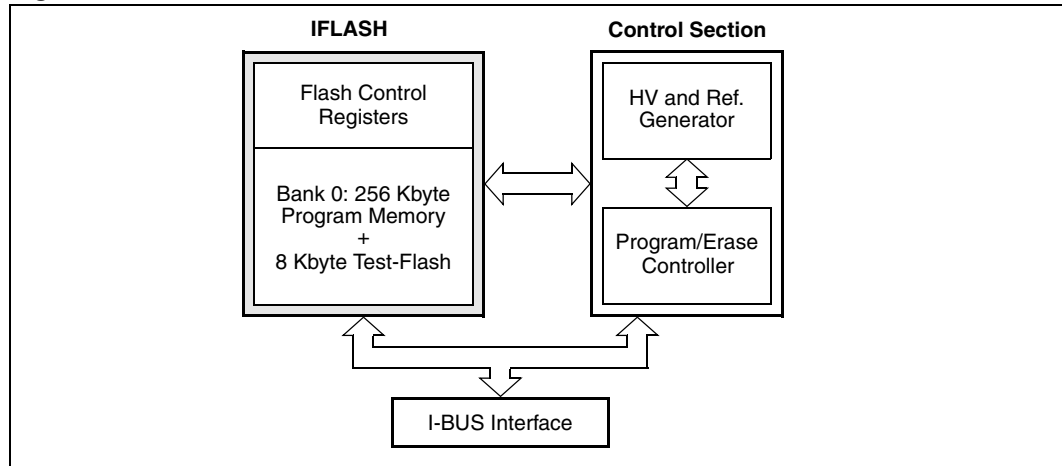 IFLASH
Control Section
Flash Control
Registers
HV and Ref.
Generator
Bank 0: 256 Kbyte
Program Memory
+
8 Kbyte Test-Flash
Program/Erase
Controller
I-BUS Interface